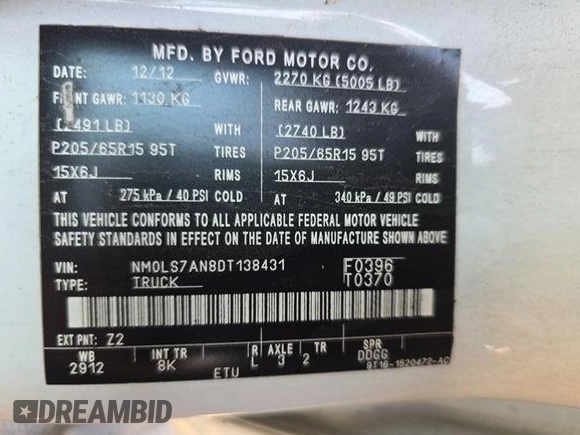 MFD. BY FORD MOTOR CO.
DATE: 12/12 GVWR: 2270 KG (5005 LB)
FRONT GAWR: 1130 KG REAR GAWR: 1243 KG
(2491 LB) WITH (2740 LB) WITH
P205/65R15 95T TIRES P205/65R15 95T TIRES
15X6J RIMS 15X6J RIMS
AT 275 kPa / 40 PSI COLD AT 340 kPa / 49 PSI COLD
THIS VEHICLE CONFORMS TO ALL APPLICABLE FEDERAL MOTOR VEHICLE
SAFETY STANDARDS IN EFFECT ON THE DATE OF MANUFACTURE SHOWN ABOVE.
VIN: NM0LS7AN8DT138431 F0396
TYPE: TRUCK T0370
EXT PNT: Z2
WB INT TR R AXLE TR SPR
2912 8K L 3 2 DDGG
ETU 9T16-1520472-AC
DREAMBID